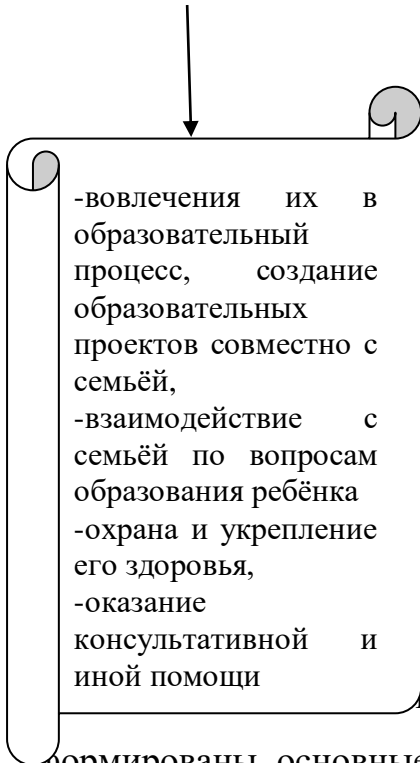 -вовлечения их в
образовательный
процесс, создание
образовательных
проектов совместно с
семьёй,
-взаимодействие с
семьёй по вопросам
образования ребёнка
-охрана и укрепление
его здоровья,
-оказание
консультативной и
иной помощи
основные